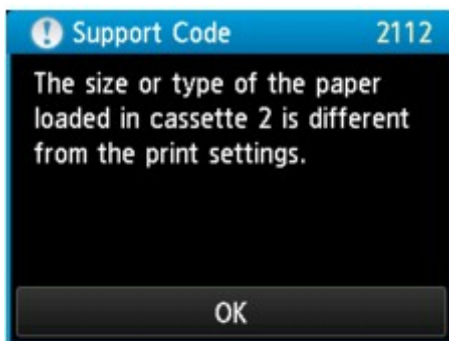 Support Code 2112
The size or type of the paper
loaded in cassette 2 is different
from the print settings.
OK